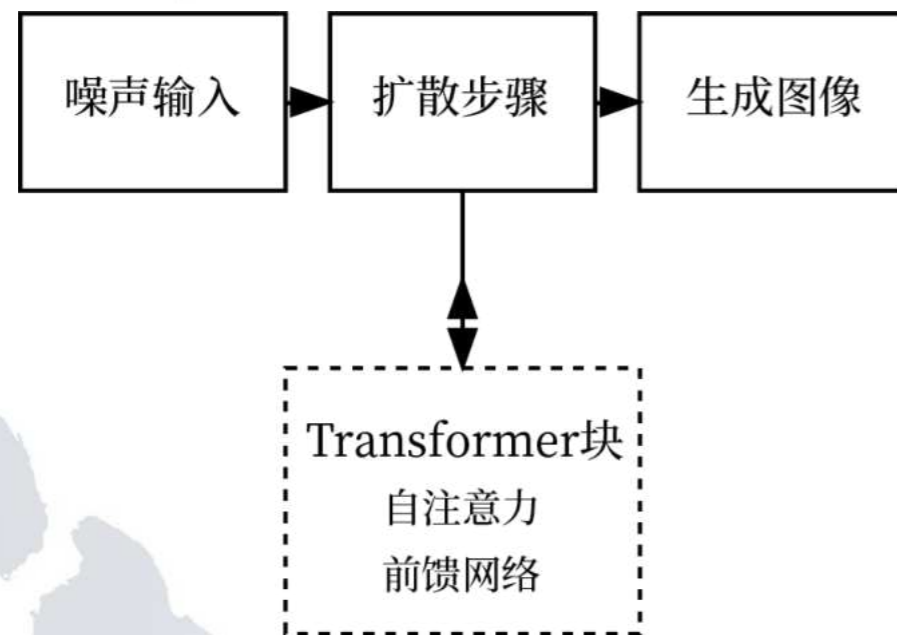 噪声输入
扩散步骤
生成图像
Transformer块
自注意力
前馈网络